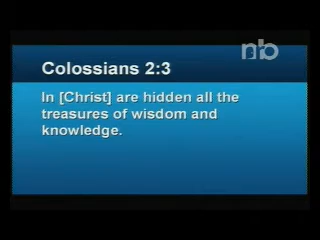 nb
Colossians 2:3
In [Christ] are hidden all the
treasures of wisdom and
knowledge.